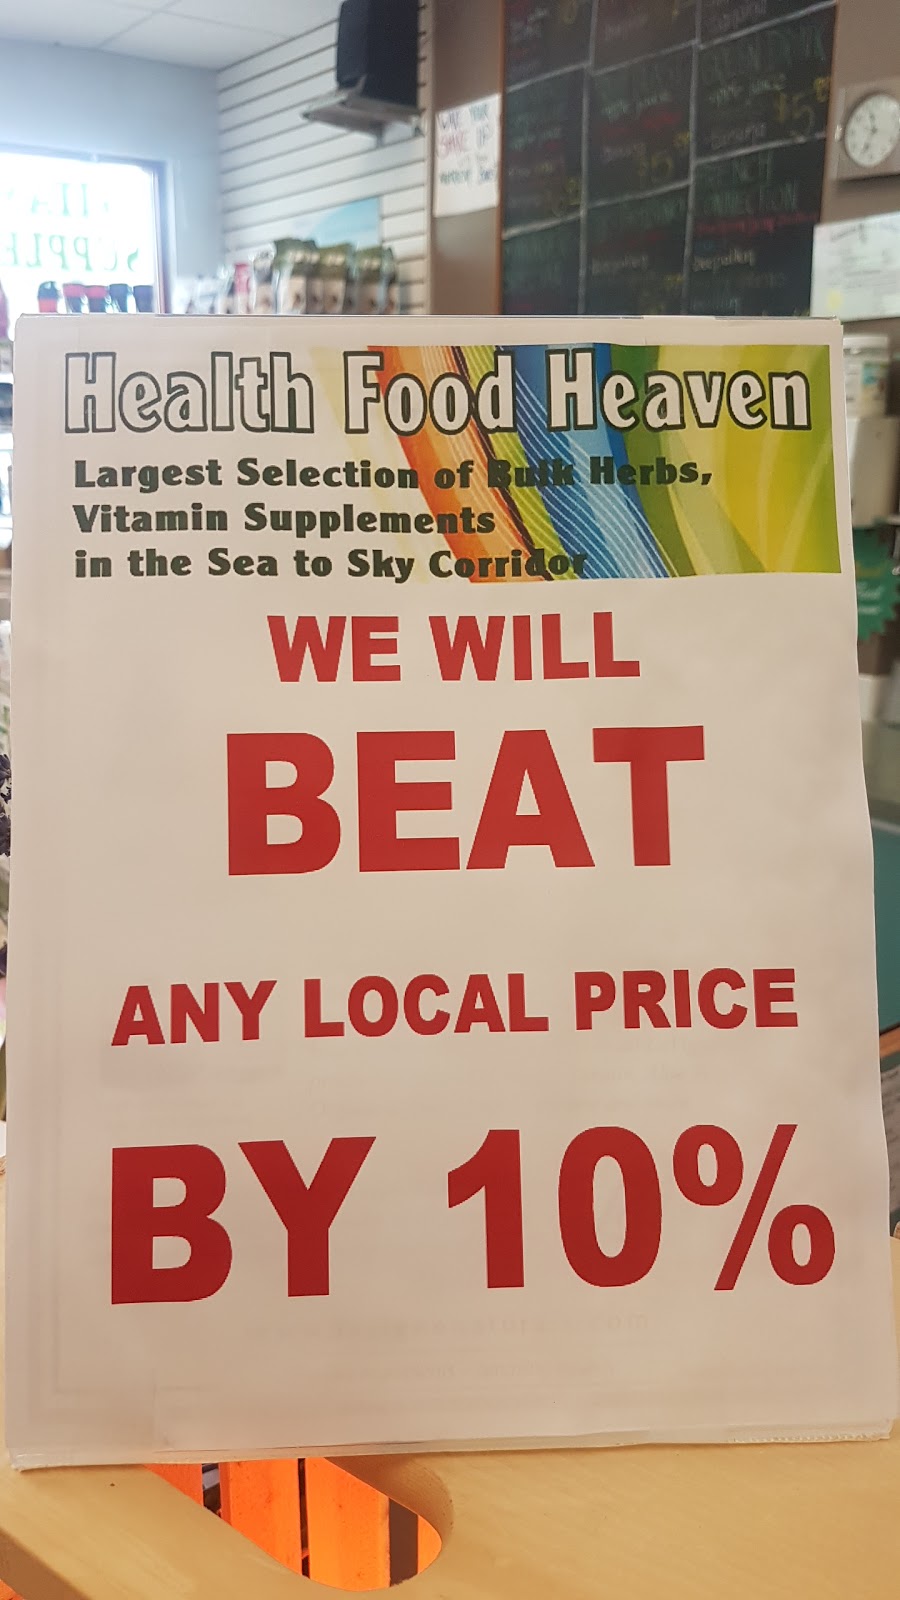 Health Food Heaven
Largest Selection of Bulk Herbs,
Vitamin Supplements
in the Sea to Sky Corridor
WE WILL
BEAT
ANY LOCAL PRICE
BY 10%